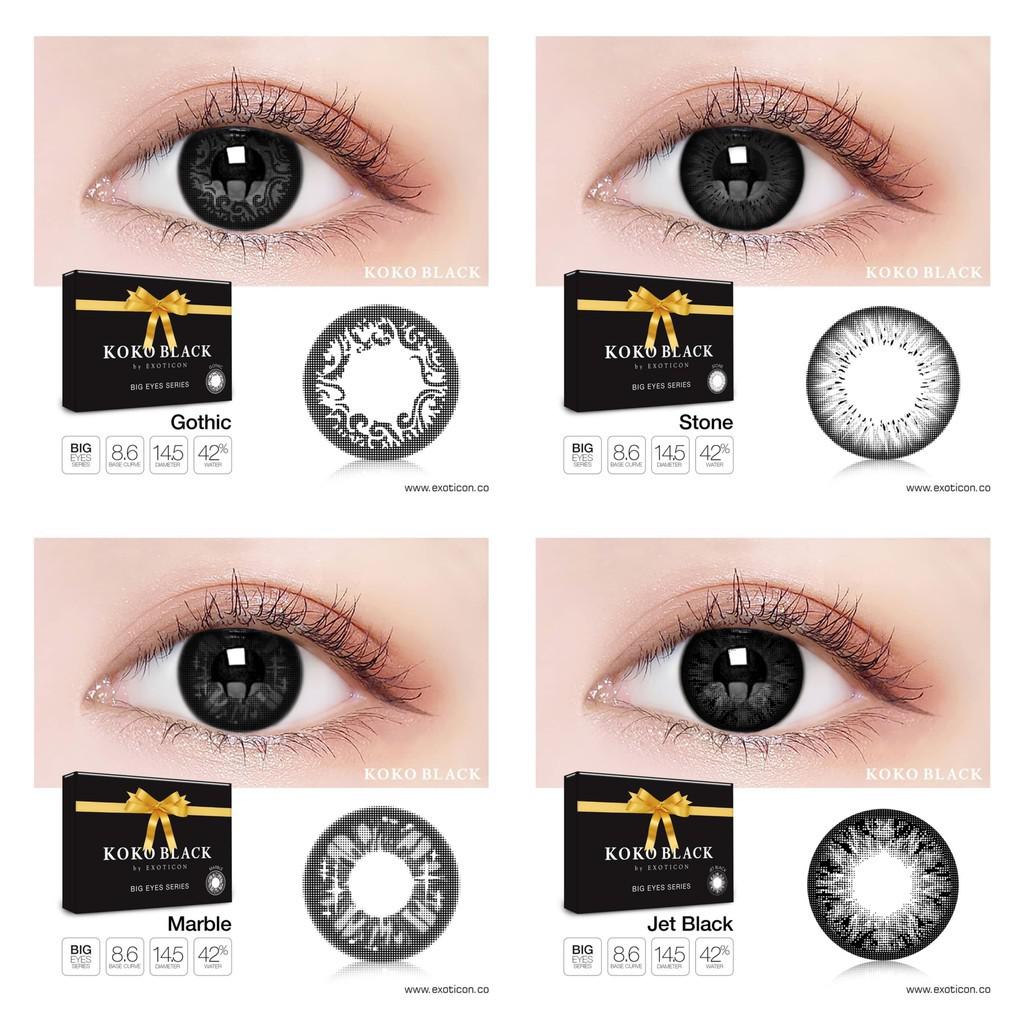 KOKO BLACK
KOKO BLACK
by EXOTICON
BIG EYES SERIES
GOTHIC
Gothic
BIG EYES SERIES
8.6 BASE CURVE
14.5 DIAMETER
42% WATER
www.exoticon.co
KOKO BLACK
KOKO BLACK
by EXOTICON
BIG EYES SERIES
STONE
Stone
BIG EYES SERIES
8.6 BASE CURVE
14.5 DIAMETER
42% WATER
www.exoticon.co
KOKO BLACK
KOKO BLACK
by EXOTICON
BIG EYES SERIES
MARBLE
Marble
BIG EYES SERIES
8.6 BASE CURVE
14.5 DIAMETER
42% WATER
www.exoticon.co
KOKO BLACK
KOKO BLACK
by EXOTICON
BIG EYES SERIES
JET BLACK
Jet Black
BIG EYES SERIES
8.6 BASE CURVE
14.5 DIAMETER
42% WATER
www.exoticon.co